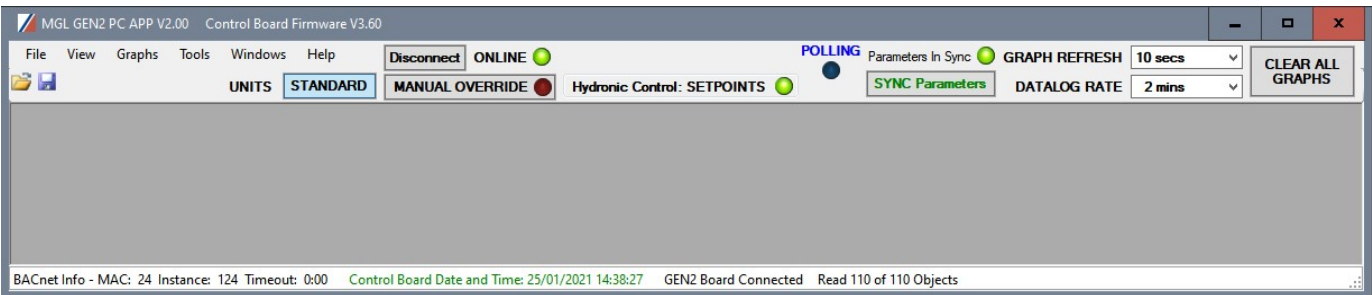 MGL GEN2 PC APP V2.00 Control Board Firmware V3.60
File View Graphs Tools Windows Help Disconnect ONLINE POLLING Parameters In Sync GRAPH REFRESH 10 secs CLEAR ALL GRAPHS
UNITS STANDARD MANUAL OVERRIDE Hydronic Control: SETPOINTS SYNC Parameters DATALOG RATE 2 mins
BACnet Info - MAC: 24 Instance: 124 Timeout: 0:00 Control Board Date and Time: 25/01/2021 14:38:27 GEN2 Board Connected Read 110 of 110 Objects